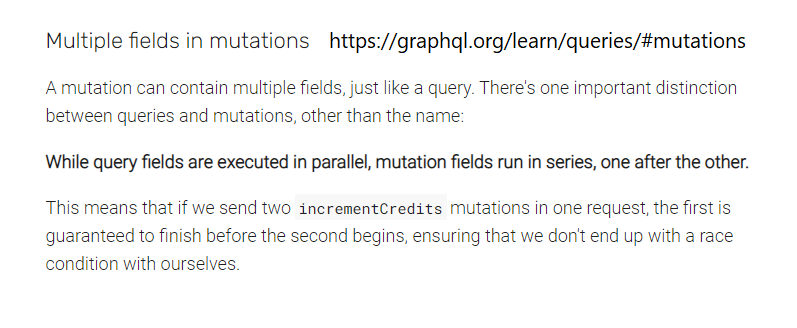 Multiple fields in mutations https://graphql.org/learn/queries/#mutations
A mutation can contain multiple fields, just like a query. There's one important distinction
between queries and mutations, other than the name:
While query fields are executed in parallel, mutation fields run in series, one after the other.
This means that if we send two incrementCredits mutations in one request, the first is
guaranteed to finish before the second begins, ensuring that we don't end up with a race
condition with ourselves.